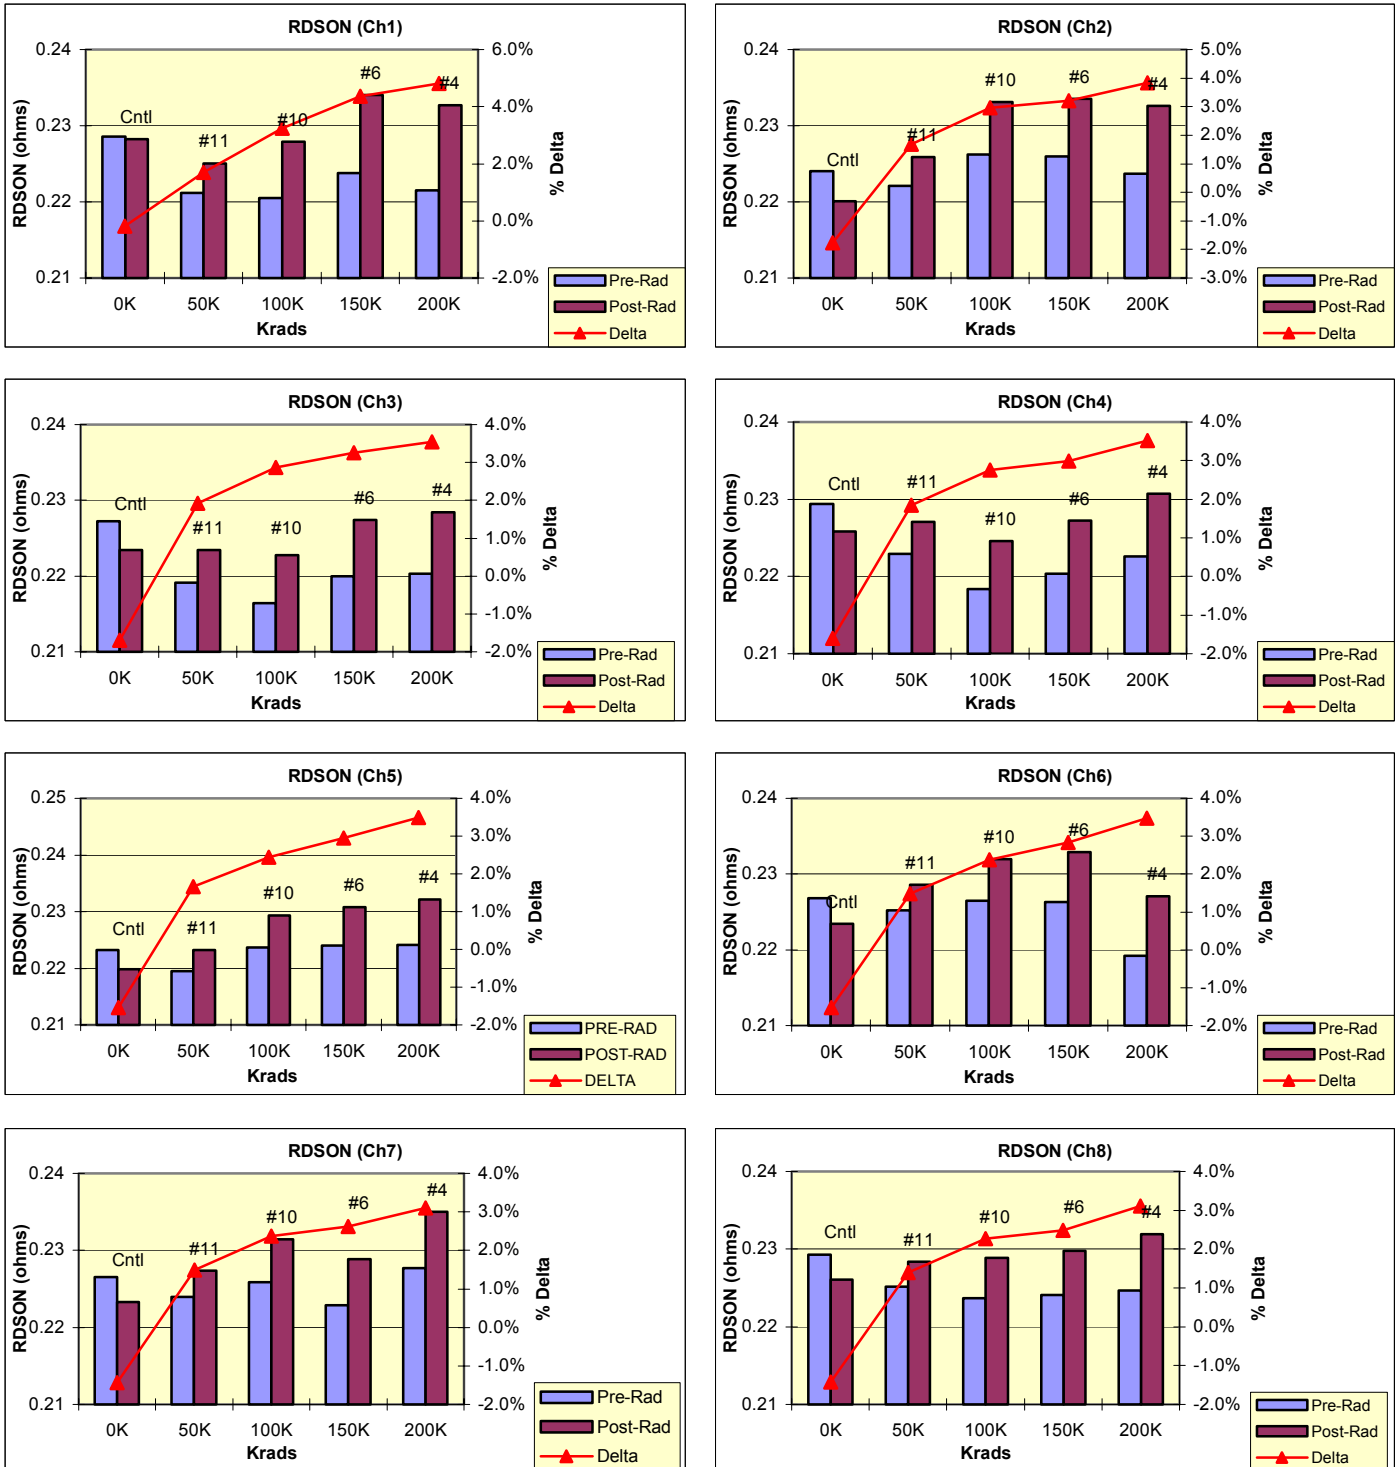 RDSON (Ch1)
0.24
0.23
0.22
0.21
RDSON (ohms)
6.0%
4.0%
2.0%
0.0%
-2.0%
% Delta
Cntl
#11
#10
#6
#4
0K 50K 100K 150K 200K
Krads
Pre-Rad
Post-Rad
Delta
RDSON (Ch2)
0.24
0.23
0.22
0.21
RDSON (ohms)
5.0%
4.0%
3.0%
2.0%
1.0%
0.0%
-1.0%
-2.0%
-3.0%
% Delta
Cntl
#11
#10
#6
#4
0K 50K 100K 150K 200K
Krads
Pre-Rad
Post-Rad
Delta
RDSON (Ch3)
0.24
0.23
0.22
0.21
RDSON (ohms)
4.0%
3.0%
2.0%
1.0%
0.0%
-1.0%
-2.0%
% Delta
Cntl
#11
#10
#6
#4
0K 50K 100K 150K 200K
Krads
Pre-Rad
Post-Rad
Delta
RDSON (Ch4)
0.24
0.23
0.22
0.21
RDSON (ohms)
4.0%
3.0%
2.0%
1.0%
0.0%
-1.0%
-2.0%
% Delta
Cntl
#11
#10
#6
#4
0K 50K 100K 150K 200K
Krads
Pre-Rad
Post-Rad
Delta
RDSON (Ch5)
0.25
0.24
0.23
0.22
0.21
RDSON (ohms)
4.0%
3.0%
2.0%
1.0%
0.0%
-1.0%
-2.0%
% Delta
Cntl
#11
#10
#6
#4
0K 50K 100K 150K 200K
Krads
PRE-RAD
POST-RAD
DELTA
RDSON (Ch6)
0.24
0.23
0.22
0.21
RDSON (ohms)
4.0%
3.0%
2.0%
1.0%
0.0%
-1.0%
-2.0%
% Delta
Cntl
#11
#10
#6
#4
0K 50K 100K 150K 200K
Krads
Pre-Rad
Post-Rad
Delta
RDSON (Ch7)
0.24
0.23
0.22
0.21
RDSON (ohms)
4.0%
3.0%
2.0%
1.0%
0.0%
-1.0%
-2.0%
% Delta
Cntl
#11
#10
#6
#4
0K 50K 100K 150K 200K
Krads
Pre-Rad
Post-Rad
Delta
RDSON (Ch8)
0.24
0.23
0.22
0.21
RDSON (ohms)
4.0%
3.0%
2.0%
1.0%
0.0%
-1.0%
-2.0%
% Delta
Cntl
#11
#10
#6
#4
0K 50K 100K 150K 200K
Krads
Pre-Rad
Post-Rad
Delta